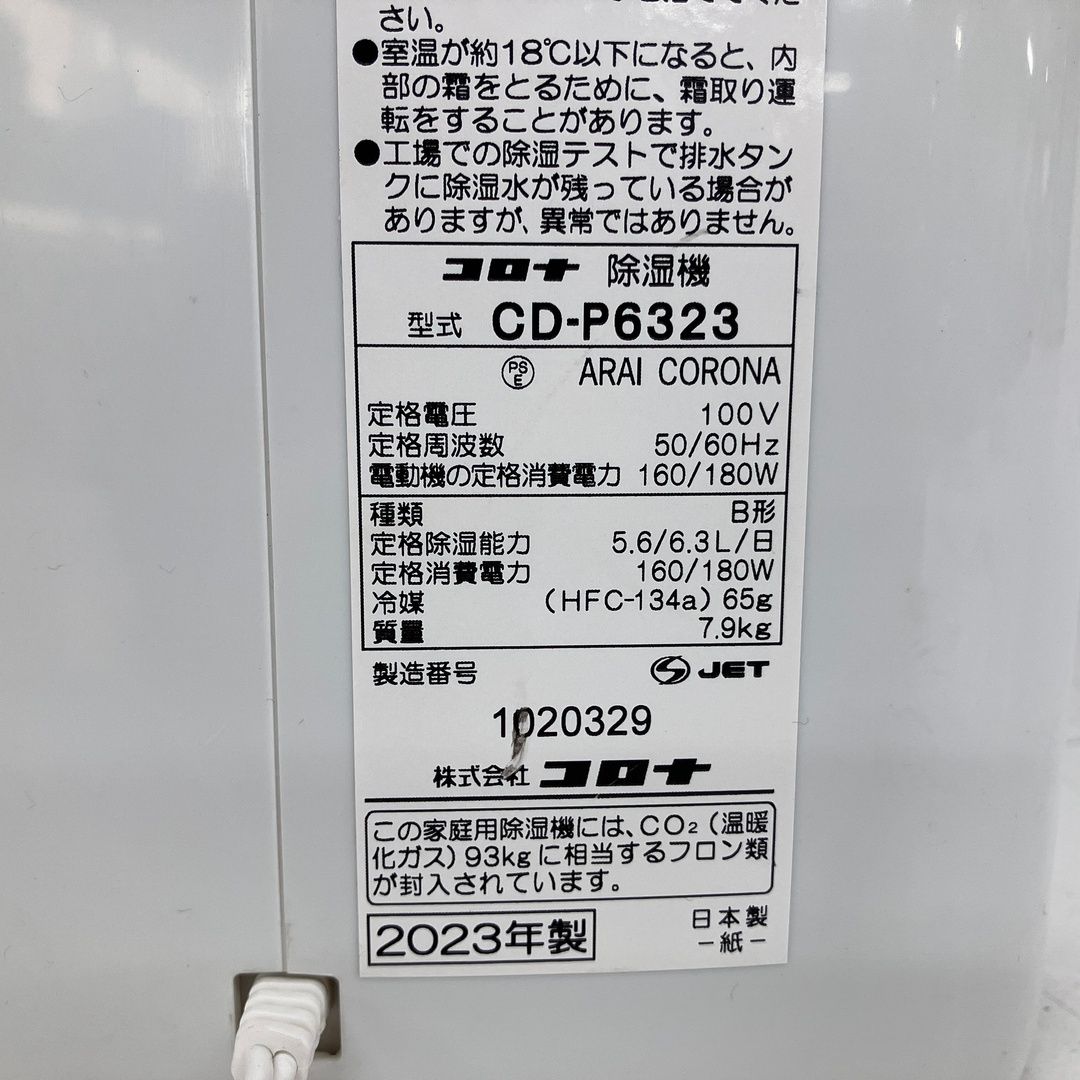 さい。
●室温が約18℃以下になると、内
部の霜をとるために、霜取り運
転をすることがあります。
●工場での除湿テストで排水タン
クに除湿水が残っている場合が
ありますが、異常ではありません。
コロナ 除湿機
型式 CD-P6323
PSE ARAI CORONA
定格電圧 100V
定格周波数 50/60Hz
電動機の定格消費電力 160/180W
種類 B形
定格除湿能力 5.6/6.3L/日
定格消費電力 160/180W
冷媒 (HFC-134a) 65g
質量 7.9kg
製造番号 JET
1020329
株式会社 コロナ
この家庭用除湿機には、CO₂(温暖
化ガス)93kgに相当するフロン類
が封入されています。
2023年製
日本製
-紙-